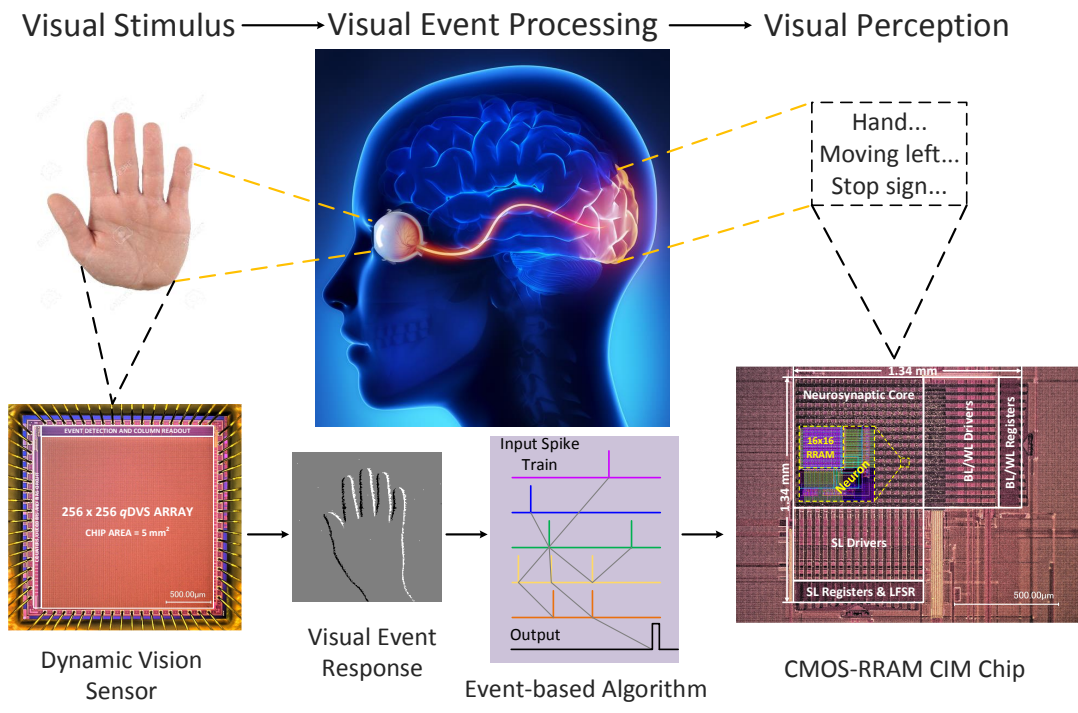 Visual Stimulus
Visual Event Processing
Visual Perception
Hand...
Moving left...
Stop sign...
EVENT DETECTION AND COLUMN READOUT
256 x 256 qDVS ARRAY
CHIP AREA = 5 mm²
500.00µm
Dynamic Vision
Sensor
Visual Event
Response
Input Spike
Train
Output
Event-based Algorithm
1.34 mm
1.34 mm
Neurosynaptic Core
16x16
RRAM
Neuron
BL/WL Drivers
BL/WL Registers
SL Drivers
SL Registers & LFSR
500.00µm
CMOS-RRAM CIM Chip